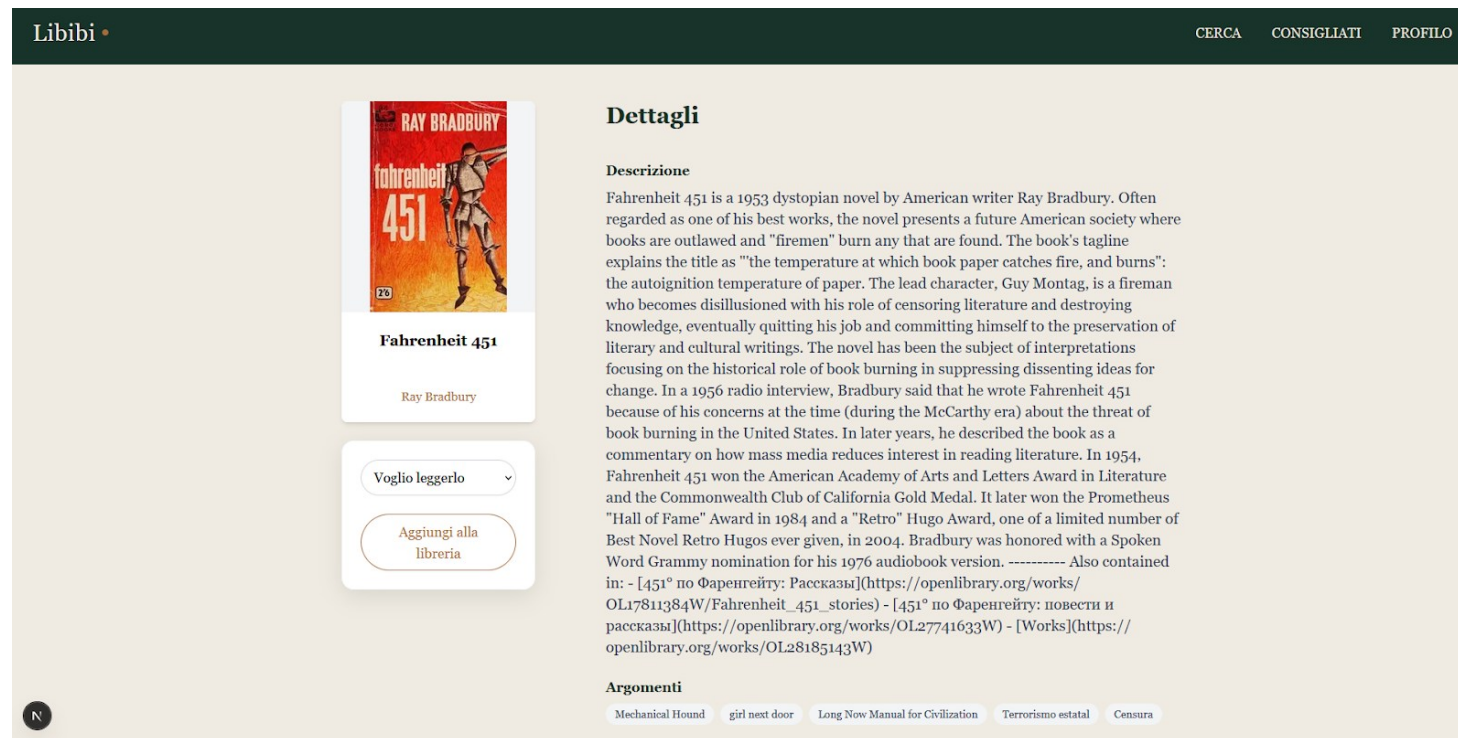 Libibi
CERCA CONSIGLIATI PROFILO
RAY BRADBURY
fahrenheit
451
2'6
Fahrenheit 451
Ray Bradbury
Voglio leggerlo
Aggiungi alla
libreria
Dettagli
Descrizione
Fahrenheit 451 is a 1953 dystopian novel by American writer Ray Bradbury. Often
regarded as one of his best works, the novel presents a future American society where
books are outlawed and "firemen" burn any that are found. The book's tagline
explains the title as "'the temperature at which book paper catches fire, and burns":
the autoignition temperature of paper. The lead character, Guy Montag, is a fireman
who becomes disillusioned with his role of censoring literature and destroying
knowledge, eventually quitting his job and committing himself to the preservation of
literary and cultural writings. The novel has been the subject of interpretations
focusing on the historical role of book burning in suppressing dissenting ideas for
change. In a 1956 radio interview, Bradbury said that he wrote Fahrenheit 451
because of his concerns at the time (during the McCarthy era) about the threat of
book burning in the United States. In later years, he described the book as a
commentary on how mass media reduces interest in reading literature. In 1954,
Fahrenheit 451 won the American Academy of Arts and Letters Award in Literature
and the Commonwealth Club of California Gold Medal. It later won the Prometheus
"Hall of Fame" Award in 1984 and a "Retro" Hugo Award, one of a limited number of
Best Novel Retro Hugos ever given, in 2004. Bradbury was honored with a Spoken
Word Grammy nomination for his 1976 audiobook version. ---------- Also contained
in: - [451° по Фаренгейту: Рассказы](https://openlibrary.org/works/
OL17811384W/Fahrenheit_451_stories) - [451° по Фаренгейту: повести и
рассказы](https://openlibrary.org/works/OL27741633W) - [Works](https://
openlibrary.org/works/OL28185143W)
Argomenti
Mechanical Hound girl next door Long Now Manual for Civilization Terrorismo estatal Censura
N